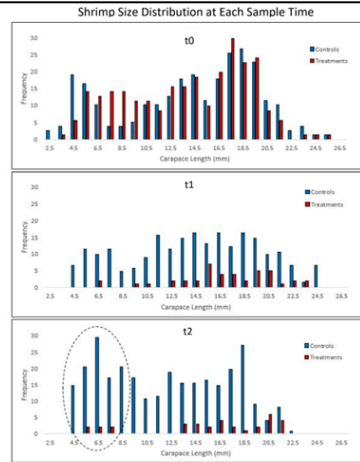 Shrimp Size Distribution at Each Sample Time
t0
Frequency
30
25
20
15
10
5
0
Controls
Treatments
2.5 4.5 6.5 8.5 10.5 12.5 14.5 16.5 18.5 20.5 22.5 24.5 26.5
Carapace Length (mm)
t1
Frequency
30
25
20
15
10
5
0
Controls
Treatments
2.5 4.5 6.5 8.5 10.5 12.5 14.5 16.5 18.5 20.5 22.5 24.5 26.5
Carapace Length (mm)
t2
Frequency
30
25
20
15
10
5
0
Controls
Treatments
2.5 4.5 6.5 8.5 10.5 12.5 14.5 16.5 18.5 20.5 22.5 24.5 26.5
Carapace Length (mm)